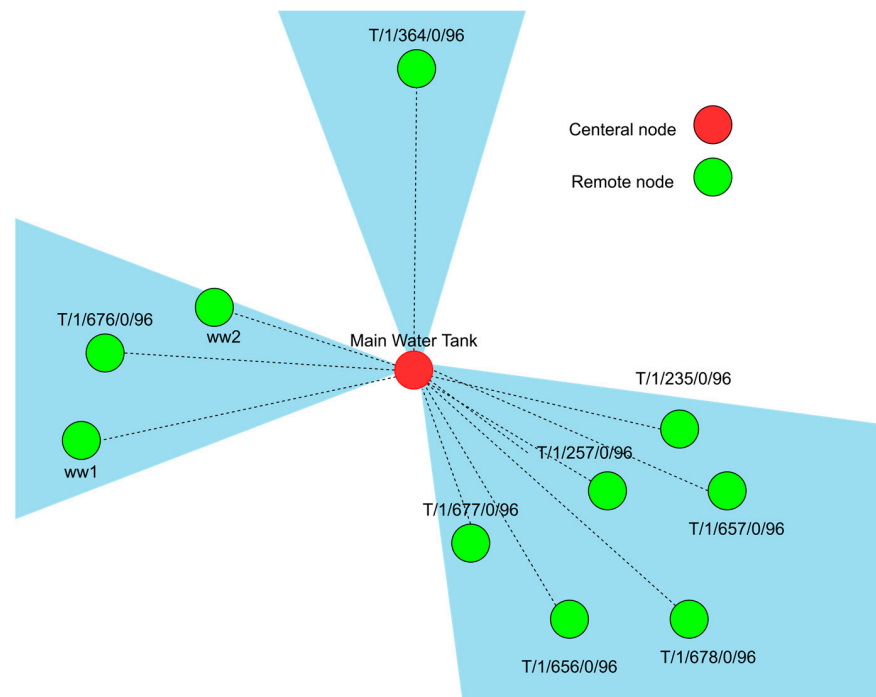 T/1/364/0/96
Centeral node
Remote node
T/1/676/0/96
ww2
Main Water Tank
ww1
T/1/235/0/96
T/1/257/0/96
T/1/677/0/96
T/1/657/0/96
T/1/656/0/96
T/1/678/0/96